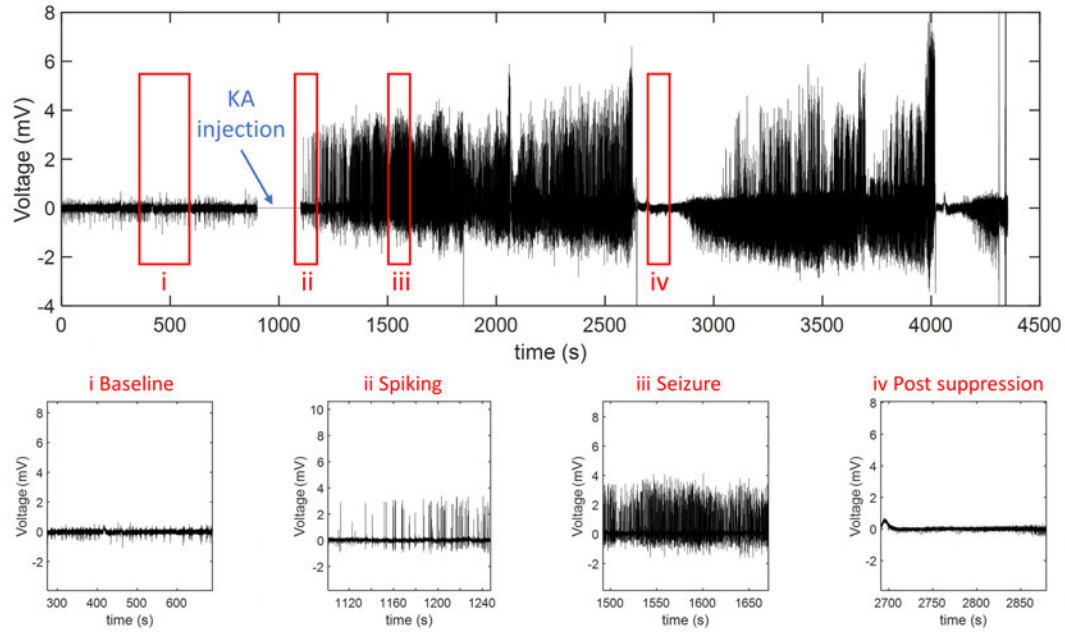 8
6
4
2
0
-2
-4
Voltage (mV)
KA
injection
i
ii
iii
iv
0 500 1000 1500 2000 2500 3000 3500 4000 4500
time (s)
i Baseline
8
6
4
2
0
-2
Voltage (mV)
300 400 500 600
time (s)
ii Spiking
10
8
6
4
2
0
-2
Voltage (mV)
1120 1160 1200 1240
time (s)
iii Seizure
8
6
4
2
0
-2
Voltage (mV)
1500 1550 1600 1650
time (s)
iv Post suppression
8
6
4
2
0
-2
Voltage (mV)
2700 2750 2800 2850
time (s)